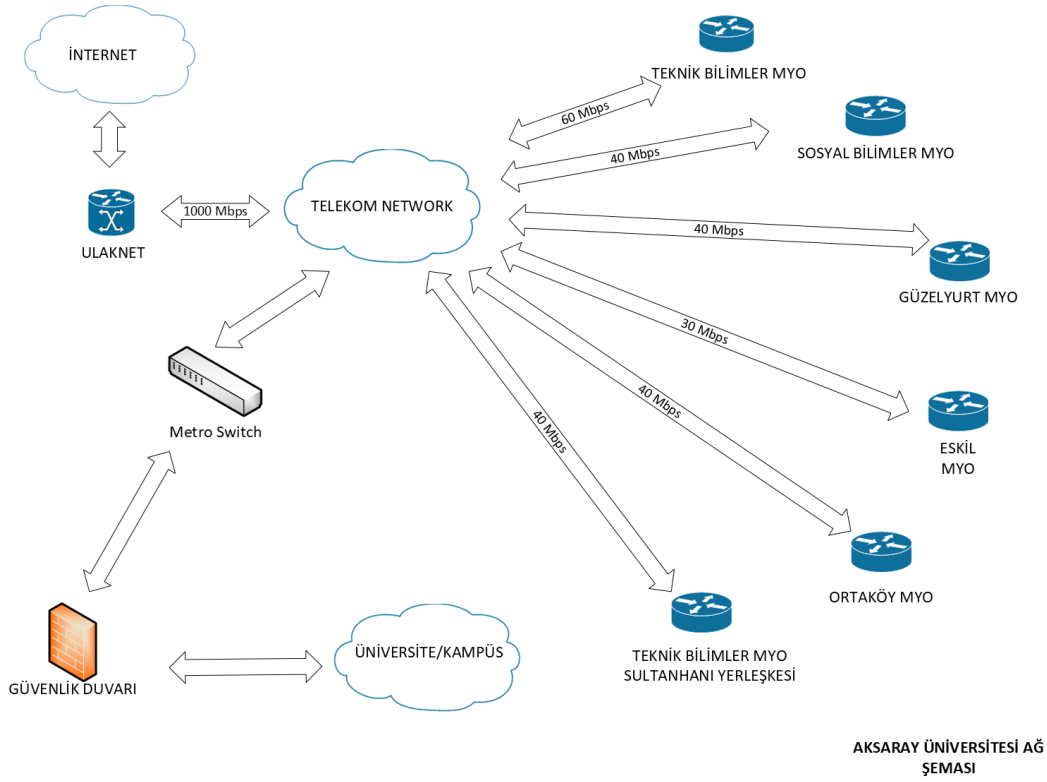 İNTERNET
TEKNİK BİLİMLER MYO
60 Mbps
40 Mbps
SOSYAL BİLİMLER MYO
1000 Mbps
TELEKOM NETWORK
ULAKNET
40 Mbps
GÜZELYURT MYO
30 Mbps
40 Mbps
40 Mbps
Metro Switch
ESKİL
MYO
ORTAKÖY MYO
GÜVENLİK DUVARI
ÜNİVERSİTE/KAMPÜS
TEKNİK BİLİMLER MYO
SULTANHANI YERLEŞKESİ
AKSARAY ÜNİVERSİTESİ AĞ
ŞEMASI